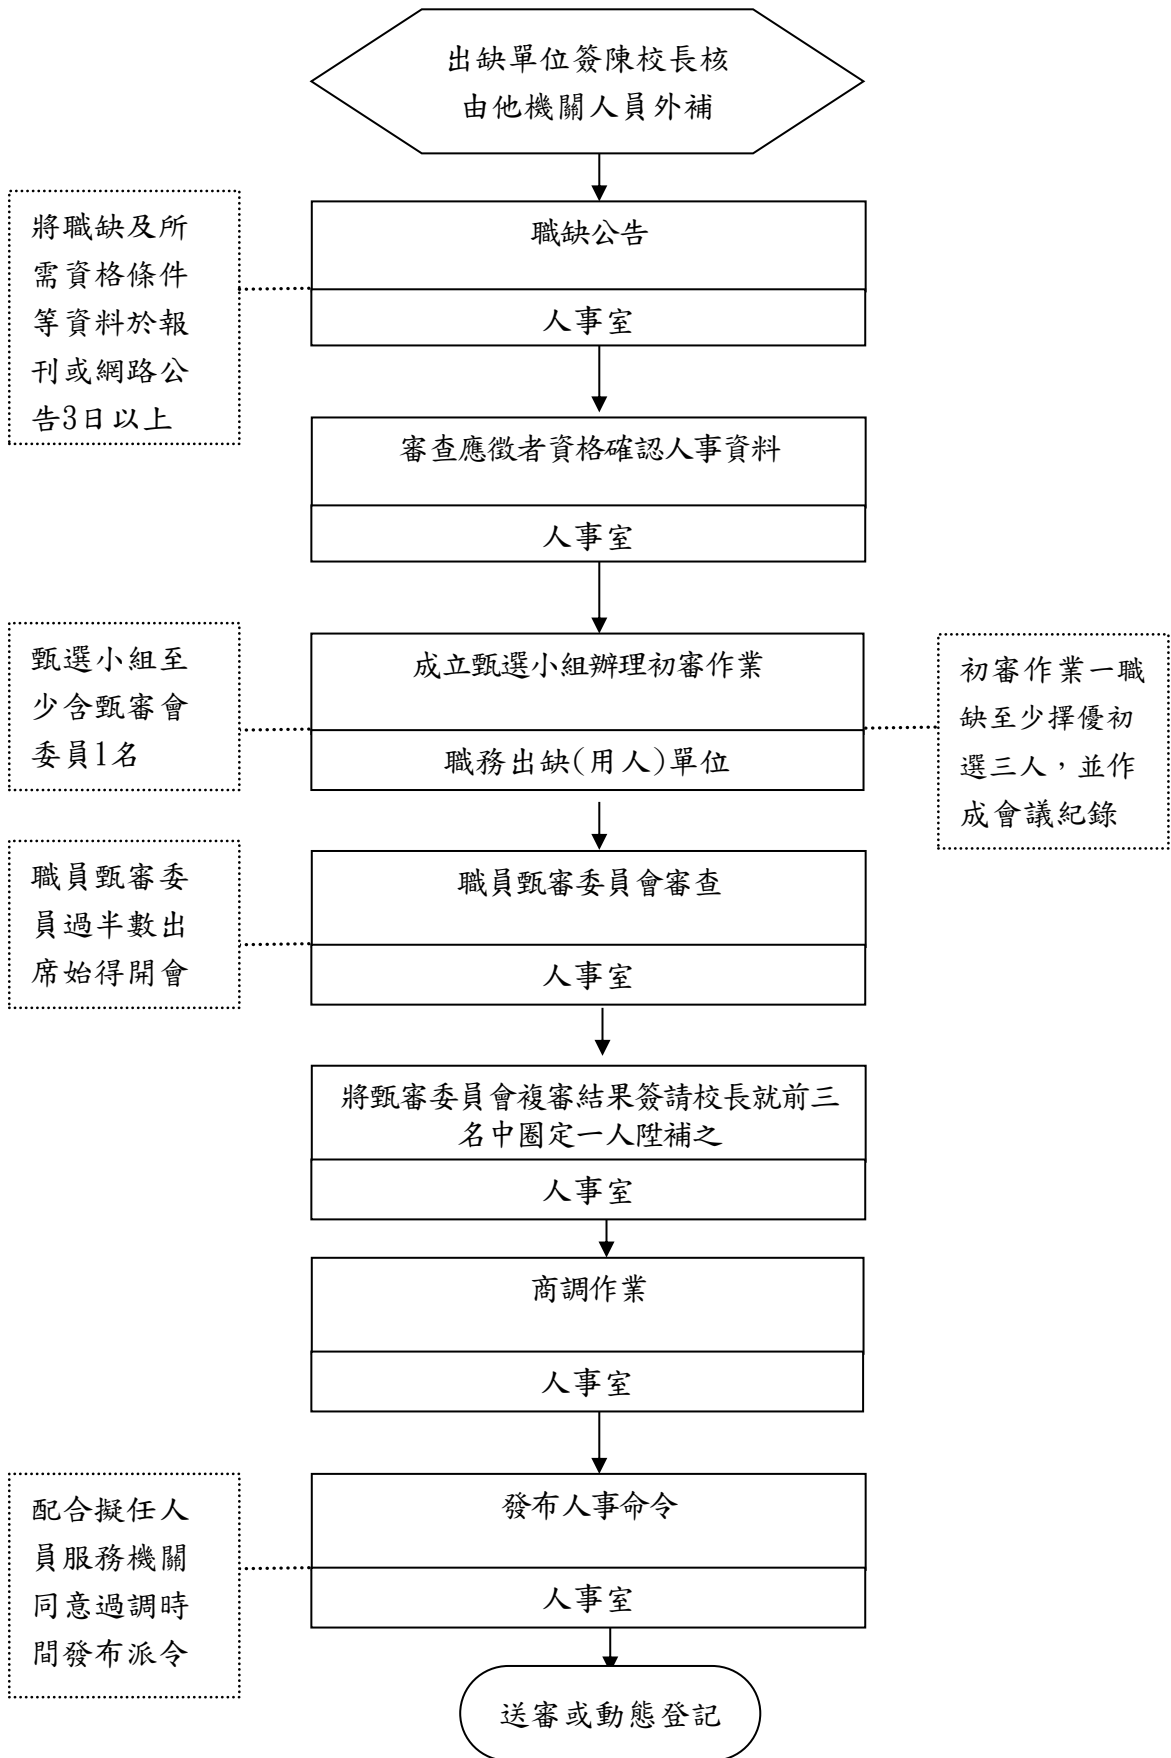 出缺單位簽陳校長核
由他機關人員外補
將職缺及所
需資格條件
等資料於報
刊或網路公
告3日以上
職缺公告
人事室
審查應徵者資格確認人事資料
人事室
甄選小組至
少含甄審會
委員1名
成立甄選小組辦理初審作業
職務出缺(用人)單位
初審作業一職
缺至少擇優初
選三人，並作
成會議紀錄
職員甄審委
員過半數出
席始得開會
職員甄審委員會審查
人事室
將甄審委員會複審結果簽請校長就前三
名中圈定一人陞補之
人事室
商調作業
人事室
配合擬任人
員服務機關
同意過調時
間發布派令
發布人事命令
人事室
送審或動態登記